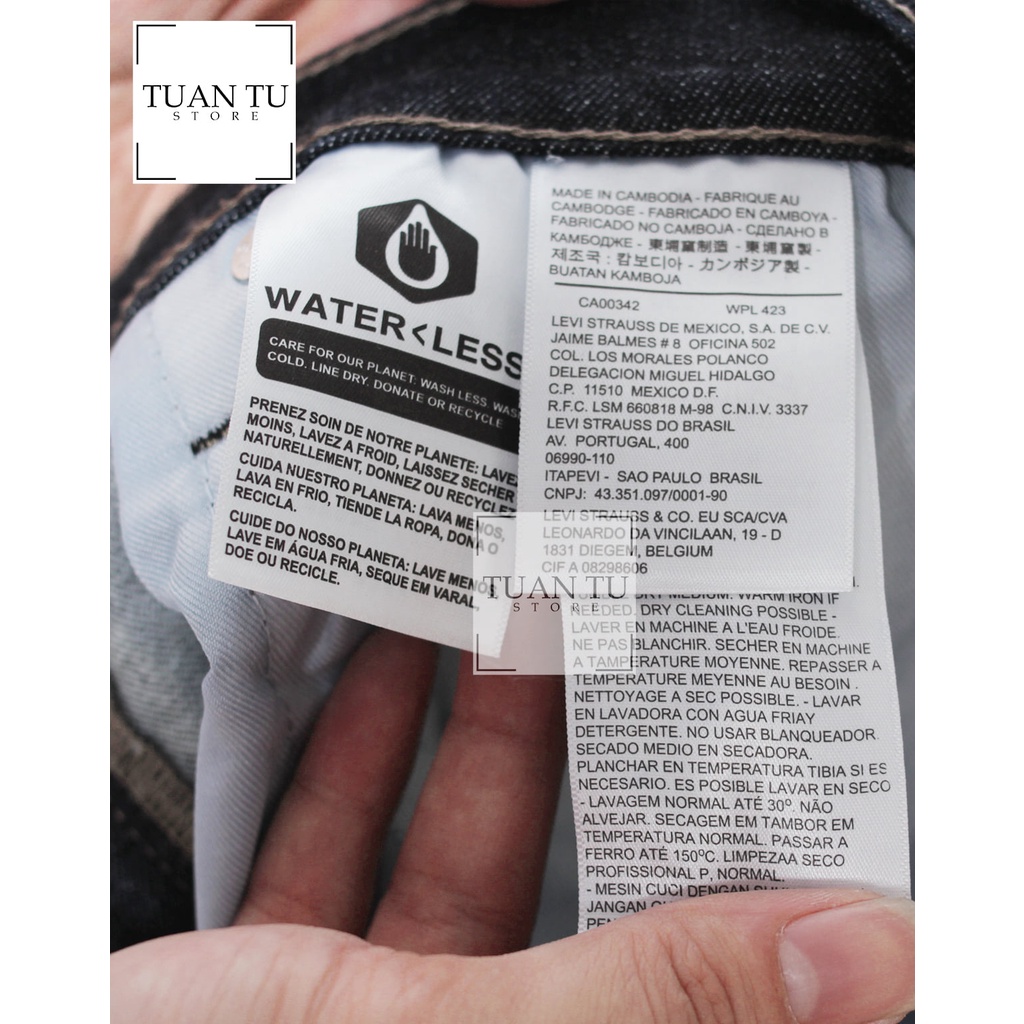 TUAN TU
STORE
WATER<LESS
CARE FOR OUR PLANET: WASH LESS, WAS
COLD, LINE DRY, DONATE OR RECYCLE
PRENEZ SOIN DE NOTRE PLANETE: LAVEZ
MOINS, LAVEZ A FROID, LAISSEZ SECHER
NATURELLEMENT, DONNEZ OU RECYCLEZ
CUIDA NUESTRO PLANETA: LAVA MENOS,
LAVA EN FRIO, TIENDE LA ROPA, DONA O
RECICLA.
CUIDE DO NOSSO PLANETA: LAVE MENOS
LAVE EM ÁGUA FRIA, SEQUE EM VARAL,
DOE OU RECICLE.
MADE IN CAMBODIA - FABRIQUE AU
CAMBODGE - FABRICADO EN CAMBOYA -
FABRICADO NO CAMBOJA - СДЕЛАНО В
КАМБОДЖЕ - 東埔寨制造 - 東埔寨製 -
제조국 : 캄보디아 - カンボジア製 -
BUATAN KAMBOJA
CA00342 WPL 423
LEVI STRAUSS DE MEXICO, S.A. DE C.V.
JAIME BALMES # 8 OFICINA 502
COL. LOS MORALES POLANCO
DELEGACION MIGUEL HIDALGO
C.P. 11510 MEXICO D.F.
R.F.C. LSM 660818 M-98 C.N.I.V. 3337
LEVI STRAUSS DO BRASIL
AV. PORTUGAL, 400
06990-110
ITAPEVI - SAO PAULO BRASIL
CNPJ: 43.351.097/0001-90
LEVI STRAUSS & CO. EU SCA/CVA
LEONARDO DA VINCILAAN, 19 - D
1831 DIEGEM, BELGIUM
CIF A 08298606
TUAN TU
STORE
DRY MEDIUM. WARM IRON IF
NEEDED. DRY CLEANING POSSIBLE -
LAVER EN MACHINE A L'EAU FROIDE.
NE PAS BLANCHIR. SECHER EN MACHINE
A TAMPERATURE MOYENNE. REPASSER A
TEMPERATURE MEYENNE AU BESOIN .
NETTOYAGE A SEC POSSIBLE. - LAVAR
EN LAVADORA CON AGUA FRIAY
DETERGENTE. NO USAR BLANQUEADOR.
SECADO MEDIO EN SECADORA.
PLANCHAR EN TEMPERATURA TIBIA SI ES
NECESARIO. ES POSIBLE LAVAR EN SECO
- LAVAGEM NORMAL ATÉ 30º. NÃO
ALVEJAR. SECAGEM EM TAMBOR EM
TEMPERATURA NORMAL. PASSAR A
FERRO ATÉ 150ºC. LIMPEZAA SECO
PROFISSIONAL P, NORMAL.
- MESIN CUCI DENGAN
JANGAN